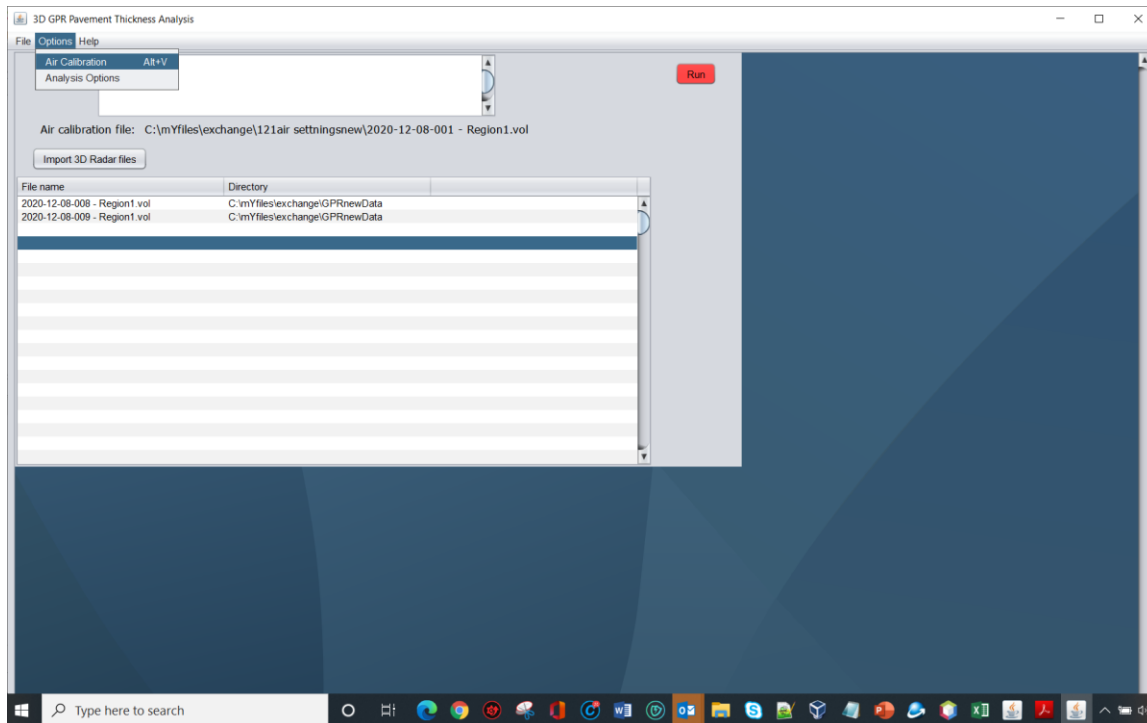 3D GPR Pavement Thickness Analysis
File Options Help
Air Calibration Alt+V
Analysis Options
Run
Air calibration file: C:\mYfiles\exchange\121air settningsnew\2020-12-08-001 - Region1.vol
Import 3D Radar files
File name Directory
2020-12-08-008 - Region1.vol C:\mYfiles\exchange\GPRnewData
2020-12-08-009 - Region1.vol C:\mYfiles\exchange\GPRnewData
Type here to search